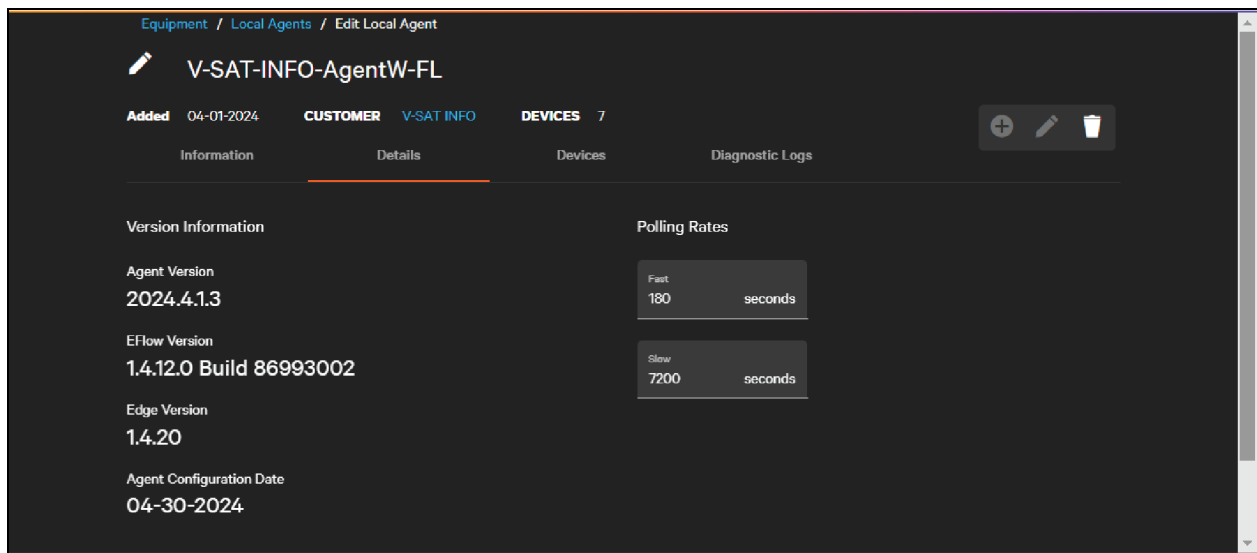 Equipment / Local Agents / Edit Local Agent
V-SAT-INFO-AgentW-FL
Added 04-01-2024 CUSTOMER V-SAT INFO DEVICES 7
Information Details Devices Diagnostic Logs
Version Information
Agent Version
2024.4.1.3
EFlow Version
1.4.12.0 Build 86993002
Edge Version
1.4.20
Agent Configuration Date
04-30-2024
Polling Rates
Fast
180 seconds
Slow
7200 seconds